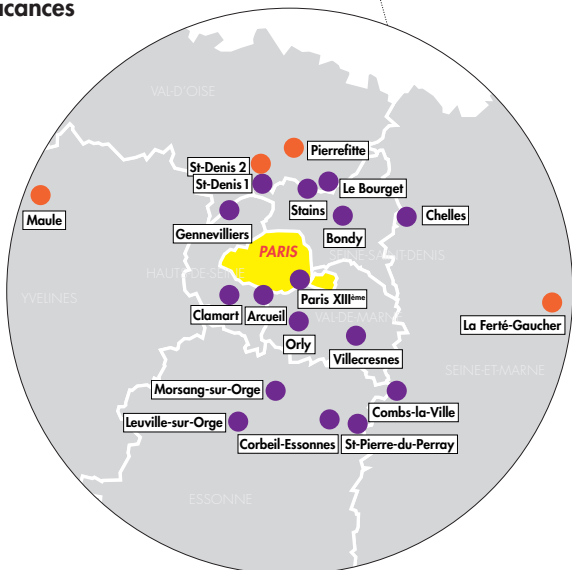 acances
VAL-D'OISE
Pierrefitte
St-Denis 2
St-Denis 1
Le Bourget
Stains
Maule
Chelles
Gennevilliers
Bondy
PARIS
SEINE-SAINT-DENIS
HAUTS-DE-SEINE
YVELINES
Paris XIIIème
Clamart
Arcueil
VAL-DE-MARNE
La Ferté-Gaucher
Orly
Villecresnes
SEINE-ET-MARNE
Morsang-sur-Orge
Combs-la-Ville
Leuville-sur-Orge
Corbeil-Essonnes
St-Pierre-du-Perray
ESSONNE